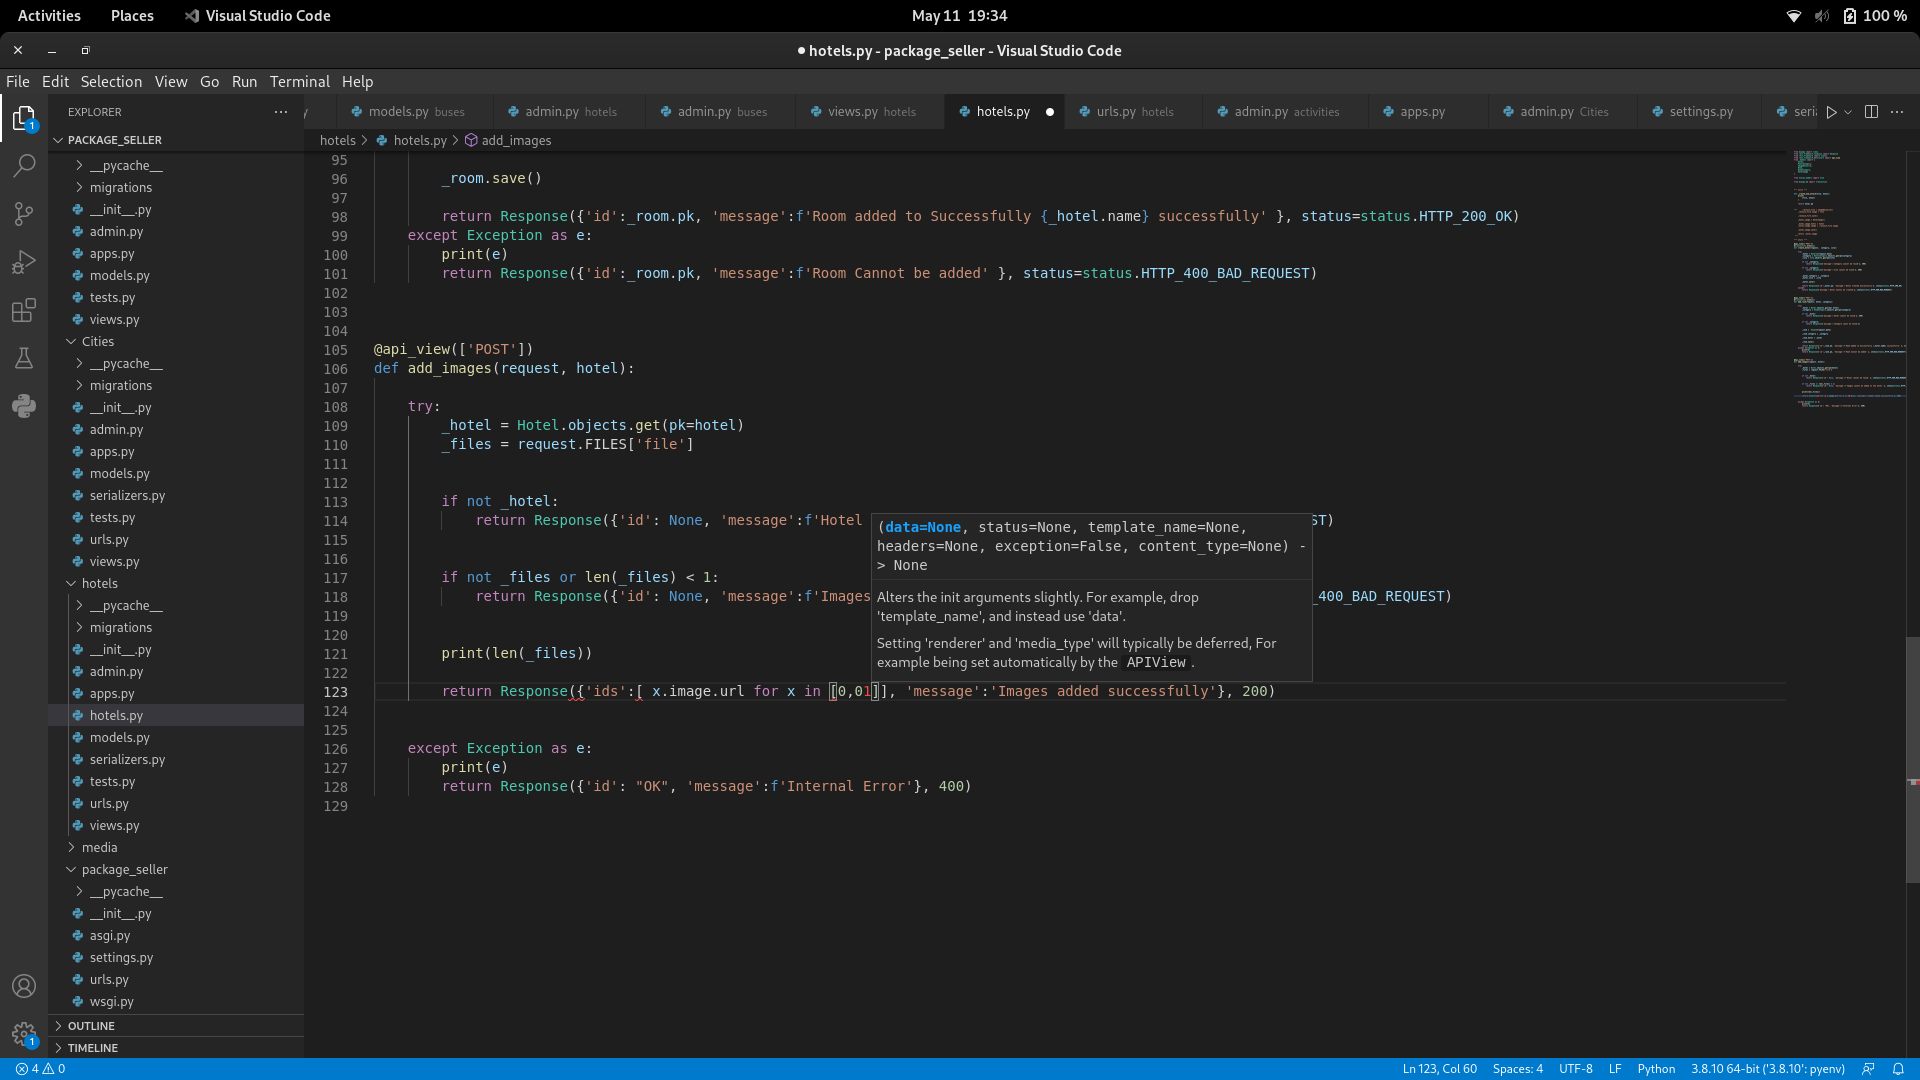 Activities Places Visual Studio Code May 11 19:34 100 %
● hotels.py - package_seller - Visual Studio Code
File Edit Selection View Go Run Terminal Help
EXPLORER
models.py buses
admin.py hotels
admin.py buses
views.py hotels
hotels.py
urls.py hotels
admin.py activities
apps.py
admin.py Cities
settings.py
seri
hotels > hotels.py > add_images
PACKAGE_SELLER
__pycache__
migrations
__init__.py
admin.py
apps.py
models.py
tests.py
views.py
Cities
__pycache__
migrations
__init__.py
admin.py
apps.py
models.py
serializers.py
tests.py
urls.py
views.py
hotels
__pycache__
migrations
__init__.py
admin.py
apps.py
hotels.py
models.py
serializers.py
tests.py
urls.py
views.py
media
package_seller
__pycache__
__init__.py
asgi.py
settings.py
urls.py
wsgi.py
OUTLINE
TIMELINE
1
1
95
96 _room.save()
97
98 return Response({'id':_room.pk, 'message':f'Room added to Successfully {_hotel.name} successfully' }, status=status.HTTP_200_OK)
99 except Exception as e:
100 print(e)
101 return Response({'id':_room.pk, 'message':f'Room Cannot be added' }, status=status.HTTP_400_BAD_REQUEST)
102
103
104
105 @api_view(['POST'])
106 def add_images(request, hotel):
107
108 try:
109 _hotel = Hotel.objects.get(pk=hotel)
110 _files = request.FILES['file']
111
112
113 if not _hotel:
114 return Response({'id': None, 'message':f'Hotel ST)
115
116
117 if not _files or len(_files) < 1:
118 return Response({'id': None, 'message':f'Images _400_BAD_REQUEST)
119
120
121 print(len(_files))
122
123 return Response({'ids':[ x.image.url for x in [0,01]], 'message':'Images added successfully'}, 200)
124
125
126 except Exception as e:
127 print(e)
128 return Response({'id': "OK", 'message':f'Internal Error'}, 400)
129
(data=None, status=None, template_name=None,
headers=None, exception=False, content_type=None) -
> None
Alters the init arguments slightly. For example, drop
'template_name', and instead use 'data'.
Setting 'renderer' and 'media_type' will typically be deferred, For
example being set automatically by the APIView.
4 0 Ln 123, Col 60 Spaces: 4 UTF-8 LF Python 3.8.10 64-bit ('3.8.10': pyenv)